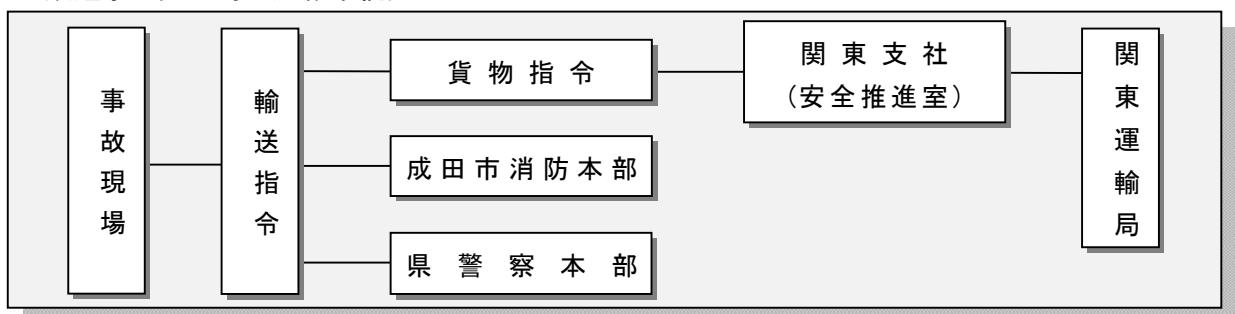 事故現場
輸送指令
貨物指令
成田市消防本部
県警察本部
関東支社
（安全推進室）
関東運輸局